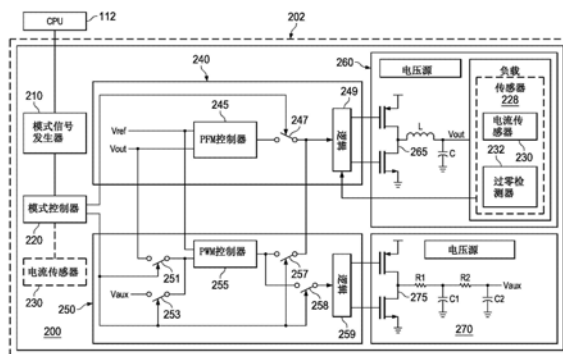 CPU
112
202
210
模式信号
发生器
模式控制器
220
电流传感器
230
200
250
240
245
247
249
PFM控制器
逻辑
Vref
Vout
251
Vaux
253
PWM控制器
255
257
258
逻辑
259
260
电压源
L
Vout
C
265
负载
传感器
228
电流传
感器
230
232
过零检
测器
电压源
R1
R2
Vaux
C1
C2
275
270